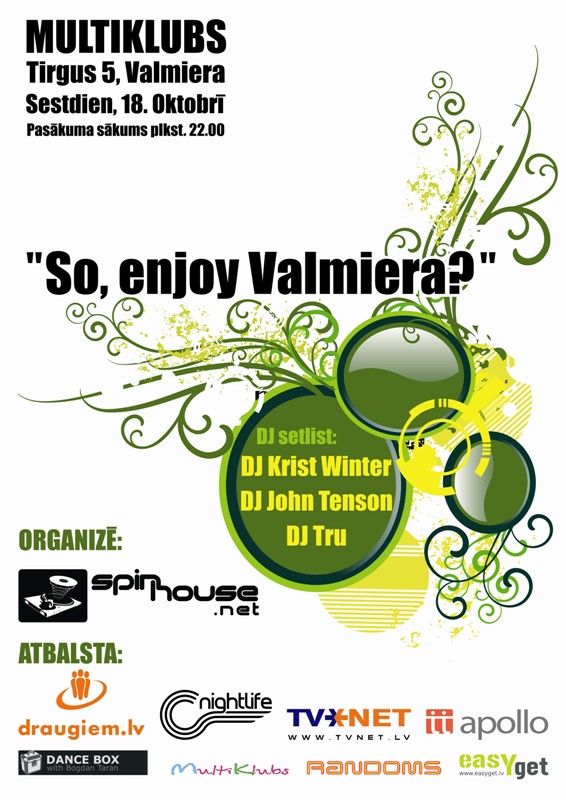 MULTIKLUBS
Tirgus 5, Valmiera
Sestdien, 18. Oktobrī
Pasākuma sākums plkst. 22.00
"So, enjoy Valmiera?"
DJ setlist:
DJ Krist Winter
DJ John Tenson
DJ Tru
ORGANIZĒ:
spinhouse
.net
ATBALSTA:
draugiem.lv
nightlife
TVNET
WWW.TVNET.LV
apollo
DANCE BOX
with Bogdan Taran
MultiKlubs
RANDOMS
easyget
www.easyget.lv